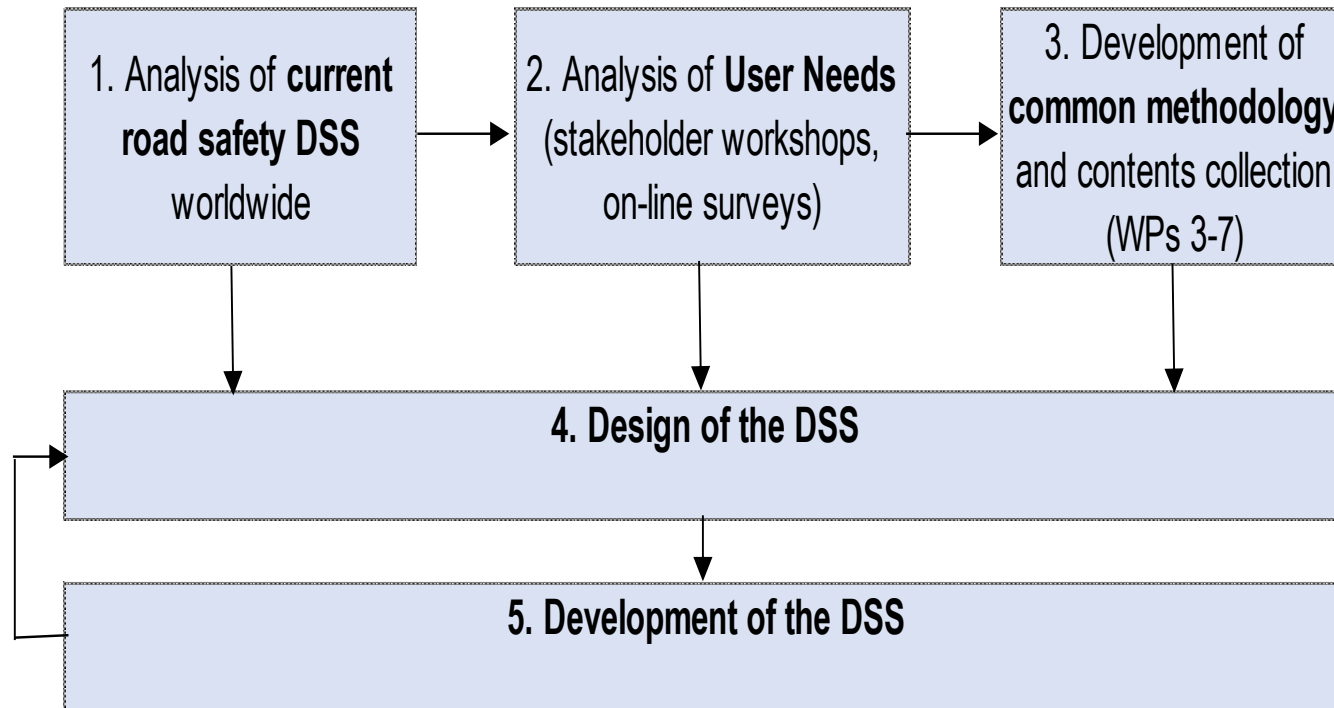 1. Analysis of current
road safety DSS
worldwide
2. Analysis of User Needs
(stakeholder workshops,
on-line surveys)
3. Development of
common methodology
and contents collection
(WPs 3-7)
4. Design of the DSS
5. Development of the DSS